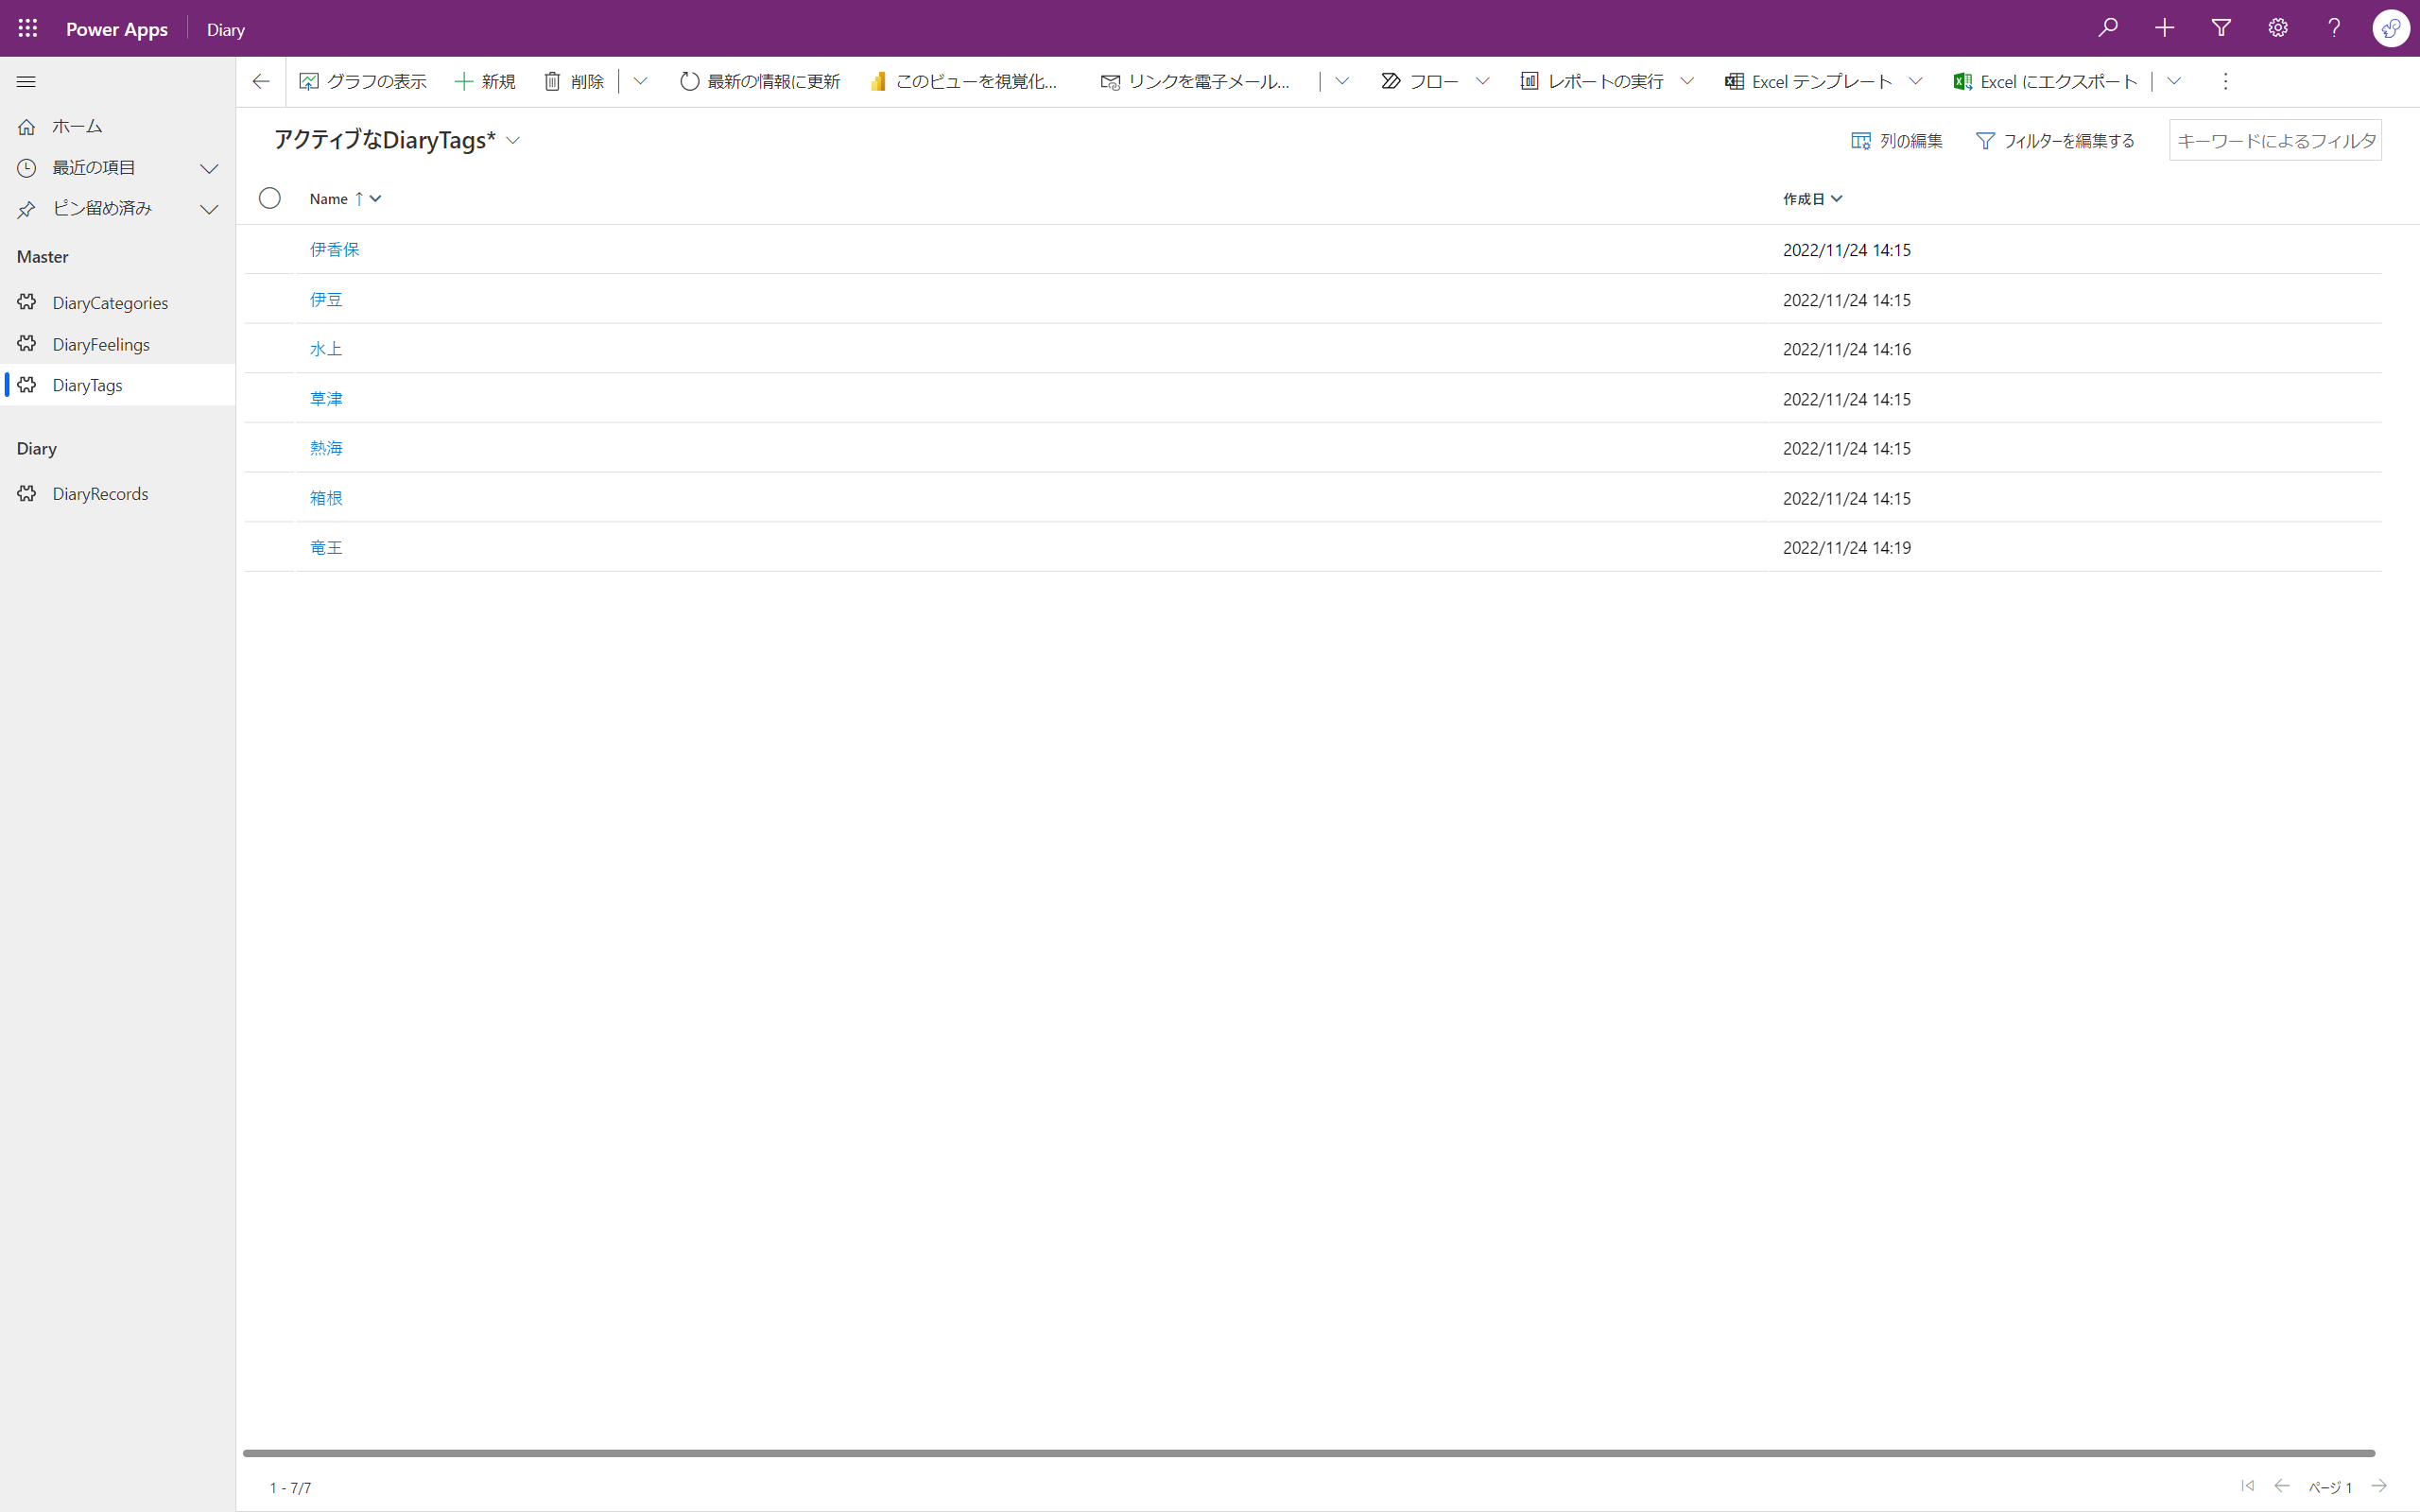 Power Apps Diary
グラフの表示 新規 削除 最新の情報に更新 このビューを視覚化... リンクを電子メール... フロー レポートの実行 Excel テンプレート Excel にエクスポート
ホーム
最近の項目
ピン留め済み
Master
DiaryCategories
DiaryFeelings
DiaryTags
Diary
DiaryRecords
アクティブなDiaryTags*
列の編集 フィルターを編集する キーワードによるフィルタ
Name ↑ 作成日
伊香保 2022/11/24 14:15
伊豆 2022/11/24 14:15
水上 2022/11/24 14:16
草津 2022/11/24 14:15
熱海 2022/11/24 14:15
箱根 2022/11/24 14:15
竜王 2022/11/24 14:19
1 - 7/7 ページ 1